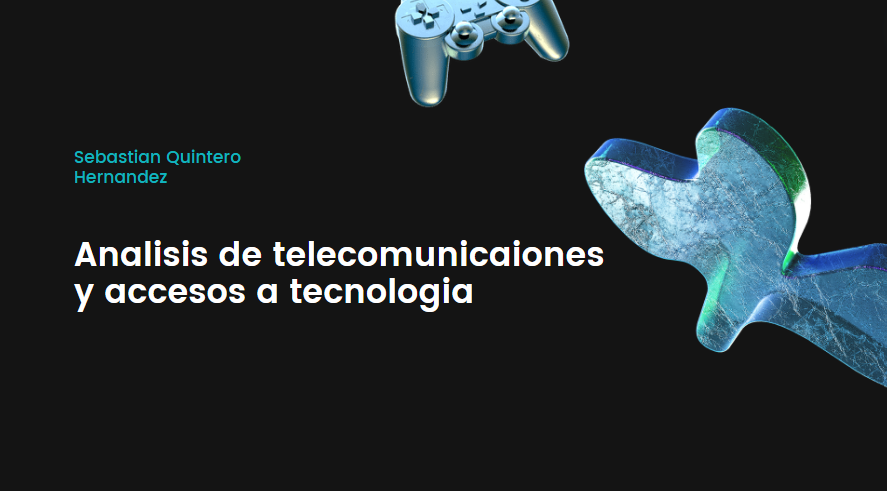 Sebastian Quintero
Hernandez
Analisis de telecomunicaiones
y accesos a tecnologia